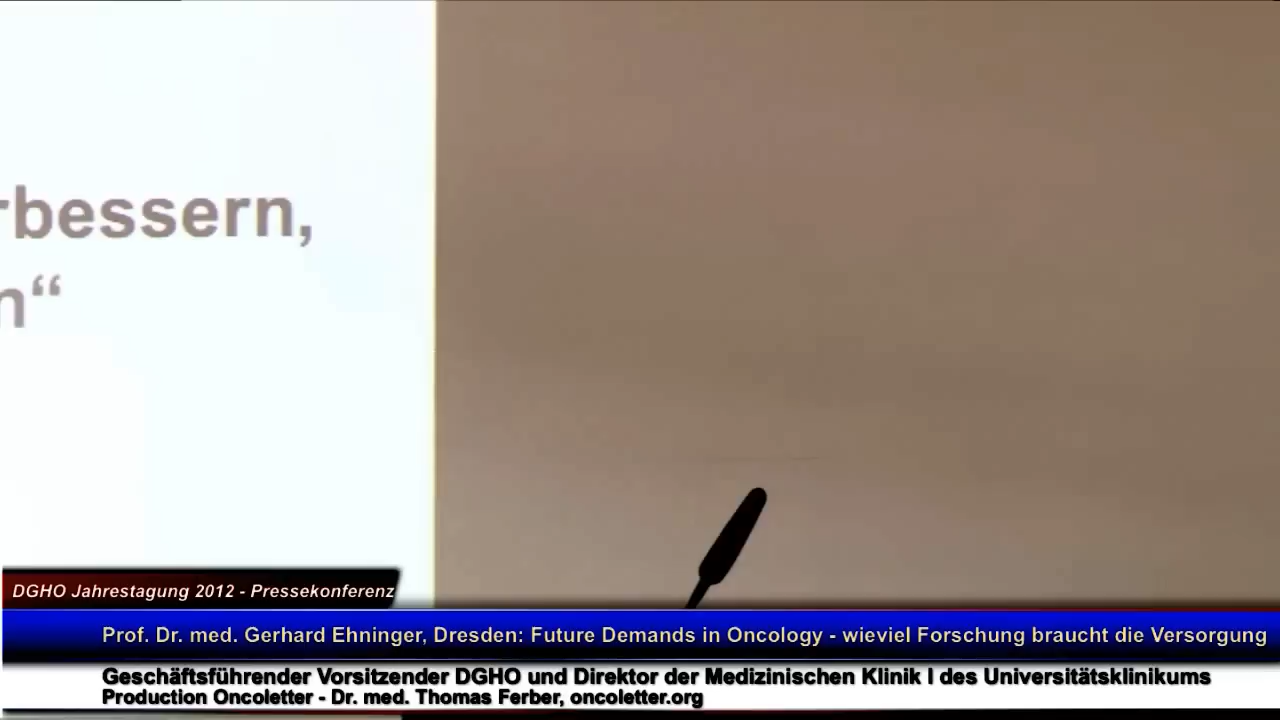 rbessern,
n“
DGHO Jahrestagung 2012 - Pressekonferenz
Prof. Dr. med. Gerhard Ehninger, Dresden: Future Demands in Oncology - wieviel Forschung braucht die Versorgung
Geschäftsführender Vorsitzender DGHO und Direktor der Medizinischen Klinik I des Universitätsklinikums
Production Oncoletter - Dr. med. Thomas Ferber, oncoletter.org